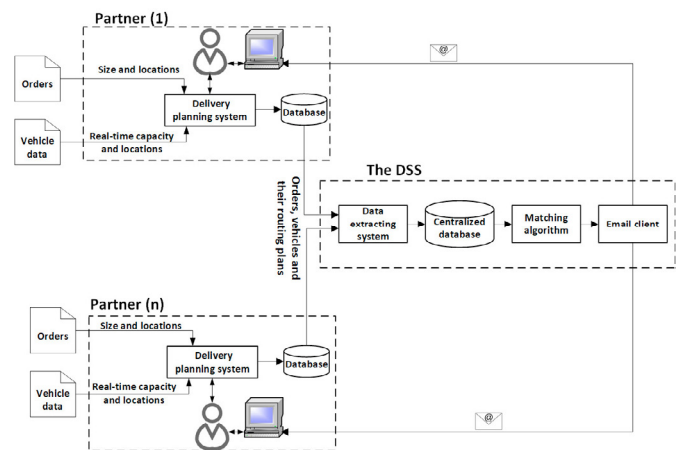 Partner (1)
Orders
Size and locations
Delivery
planning system
Database
Vehicle
data
Real-time capacity
and locations
@
Orders, vehicles and
their routing plans
The DSS
Data
extracting
system
Centralized
database
Matching
algorithm
Email client
Partner (n)
Orders
Size and locations
Delivery
planning system
Database
Vehicle
data
Real-time capacity
and locations
@